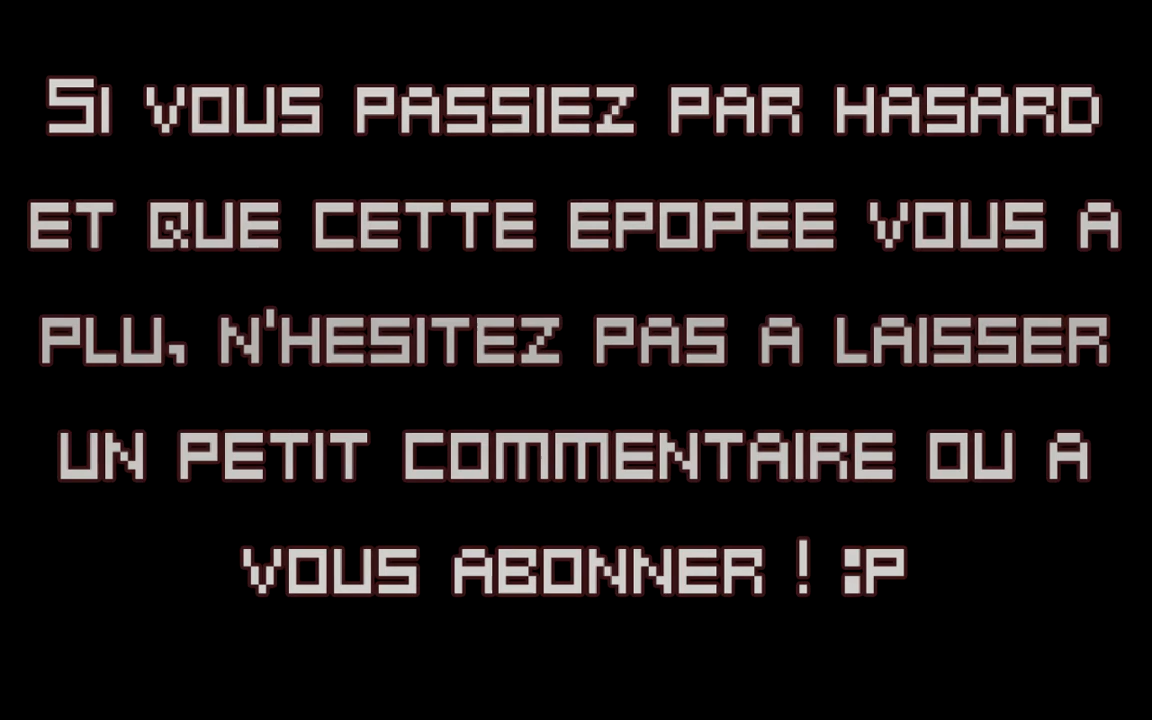 Si vous passiez par hasard
et que cette epopee vous a
plu, n'hesitez pas a laisser
un petit commentaire ou a
vous abonner ! :p